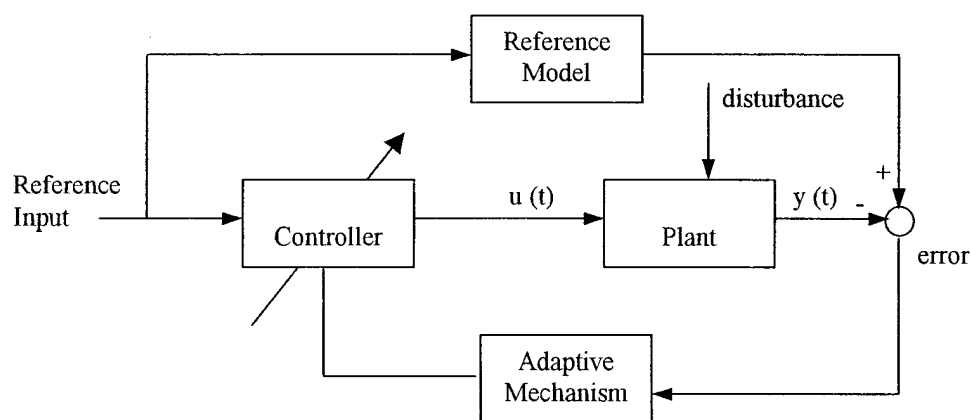 Reference
Model
disturbance
Reference
Input
Controller
u (t)
Plant
y (t)
+
-
error
Adaptive
Mechanism